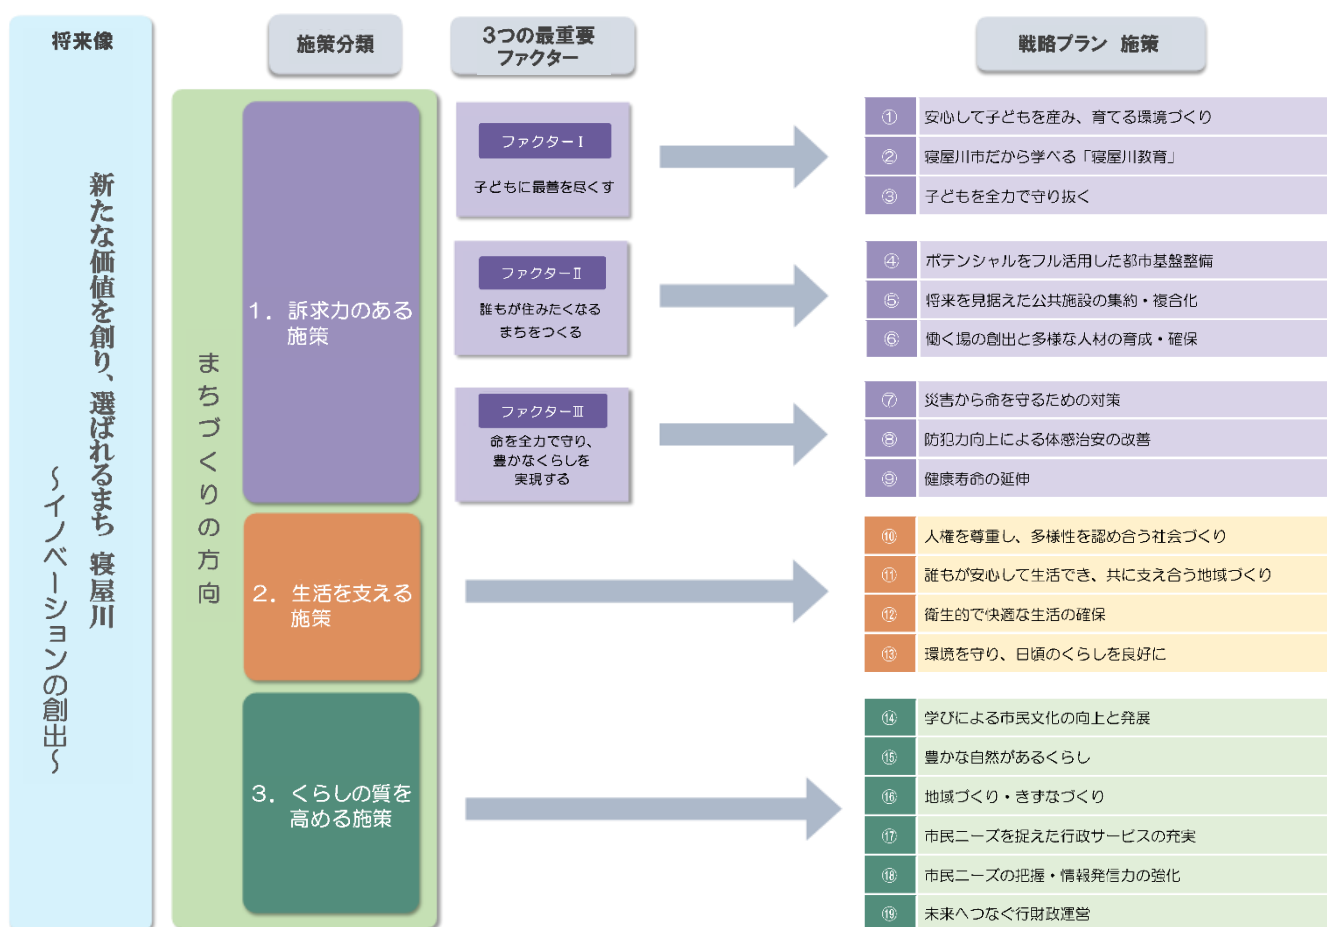 将来像
新たな価値を創り、選ばれるまち 寝屋川
～イノベーションの創出～
施策分類
3つの最重要
ファクター
戦略プラン 施策
まちづくりの方向
1．訴求力のある
施策
ファクターⅠ
子どもに最善を尽くす
① 安心して子どもを産み、育てる環境づくり
② 寝屋川市だから学べる「寝屋川教育」
③ 子どもを全力で守り抜く
ファクターⅡ
誰もが住みたくなる
まちをつくる
④ ポテンシャルをフル活用した都市基盤整備
⑤ 将来を見据えた公共施設の集約・複合化
⑥ 働く場の創出と多様な人材の育成・確保
ファクターⅢ
命を全力で守り、
豊かなくらしを
実現する
⑦ 災害から命を守るための対策
⑧ 防犯力向上による体感治安の改善
⑨ 健康寿命の延伸
2．生活を支える
施策
⑩ 人権を尊重し、多様性を認め合う社会づくり
⑪ 誰もが安心して生活でき、共に支え合う地域づくり
⑫ 衛生的で快適な生活の確保
⑬ 環境を守り、日頃のくらしを良好に
3．くらしの質を
高める施策
⑭ 学びによる市民文化の向上と発展
⑮ 豊かな自然があるくらし
⑯ 地域づくり・きずなづくり
⑰ 市民ニーズを捉えた行政サービスの充実
⑱ 市民ニーズの把握・情報発信力の強化
⑲ 未来へつなぐ行財政運営